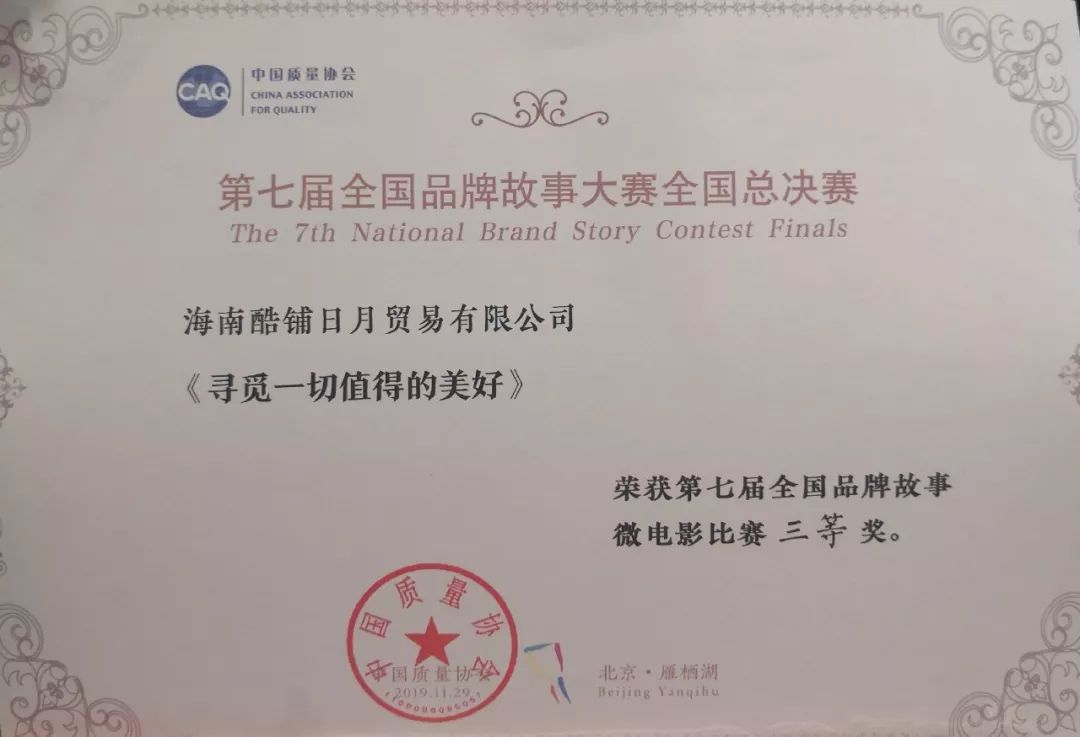 CAQ
中国质量协会
CHINA ASSOCIATION
FOR QUALITY
第七届全国品牌故事大赛全国总决赛
The 7th National Brand Story Contest Finals
海南酷铺日月贸易有限公司
《寻觅一切值得的美好》
荣获第七届全国品牌故事
微电影比赛 三等 奖。
中国质量协会
中国质量协会
2019.11.29
北京·雁栖湖
Beijing Yanqihu